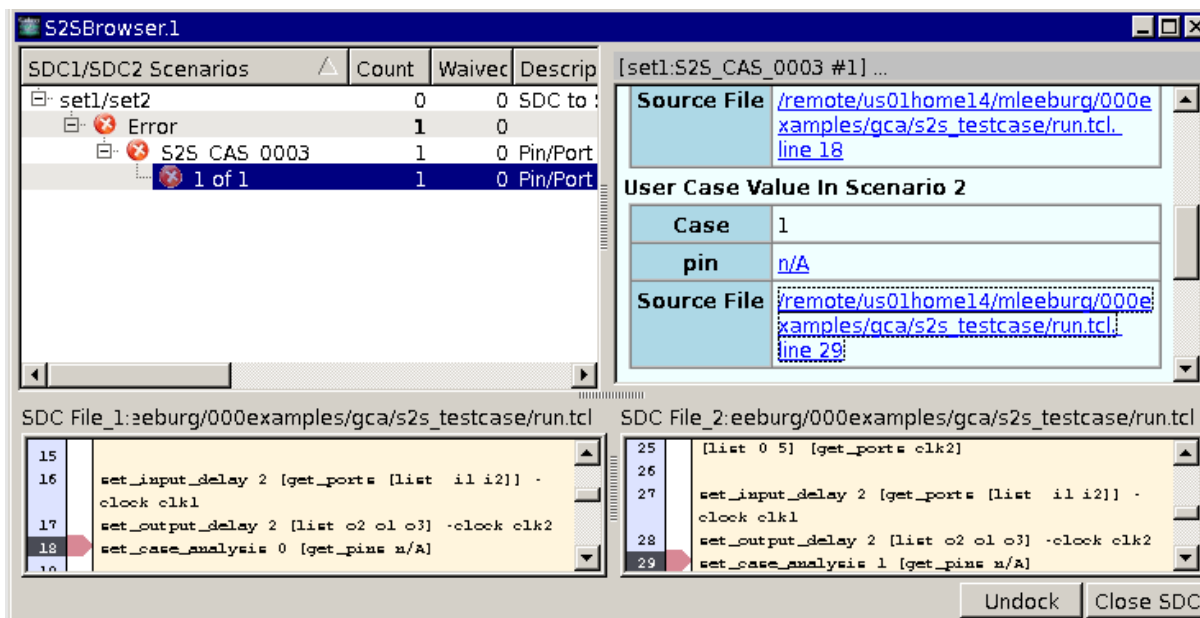 S2SBrowser.1
SDC1/SDC2 Scenarios Count Waivec Descrip
set1/set2 0 0 SDC to :
Error 1 0
S2S_CAS_0003 1 0 Pin/Port
1 of 1 1 0 Pin/Port
[set1:S2S_CAS_0003 #1] ...
Source File /remote/us01home14/mleeburg/000e
xamples/gca/s2s_testcase/run.tcl,
line 18
User Case Value In Scenario 2
Case 1
pin n/A
Source File /remote/us01home14/mleeburg/000e
xamples/gca/s2s_testcase/run.tcl,
line 29
SDC File_1:eeburg/000examples/gca/s2s_testcase/run.tcl
15
16 set_input_delay 2 [get_ports [list i1 i2]] -
clock clk1
17 set_output_delay 2 [list o2 o1 o3] -clock clk2
18 set_case_analysis 0 [get_pins n/A]
19
SDC File_2:eeburg/000examples/gca/s2s_testcase/run.tcl
25 [list 0 5] [get_ports clk2]
26
27 set_input_delay 2 [get_ports [list i1 i2]] -
clock clk1
28 set_output_delay 2 [list o2 o1 o3] -clock clk2
29 set_case_analysis 1 [get_pins n/A]
Undock Close SDC